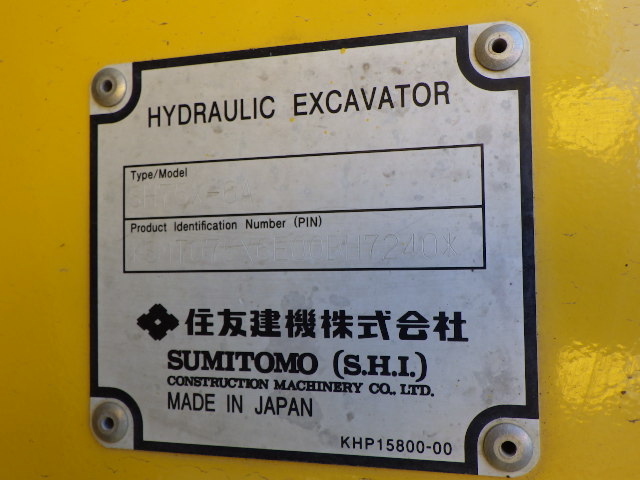 HYDRAULIC EXCAVATOR
Type/Model
Product Identification Number (PIN)
住友建機株式会社
SUMITOMO (S.H.I.)
CONSTRUCTION MACHINERY CO., LTD.
MADE IN JAPAN
KHP15800-00